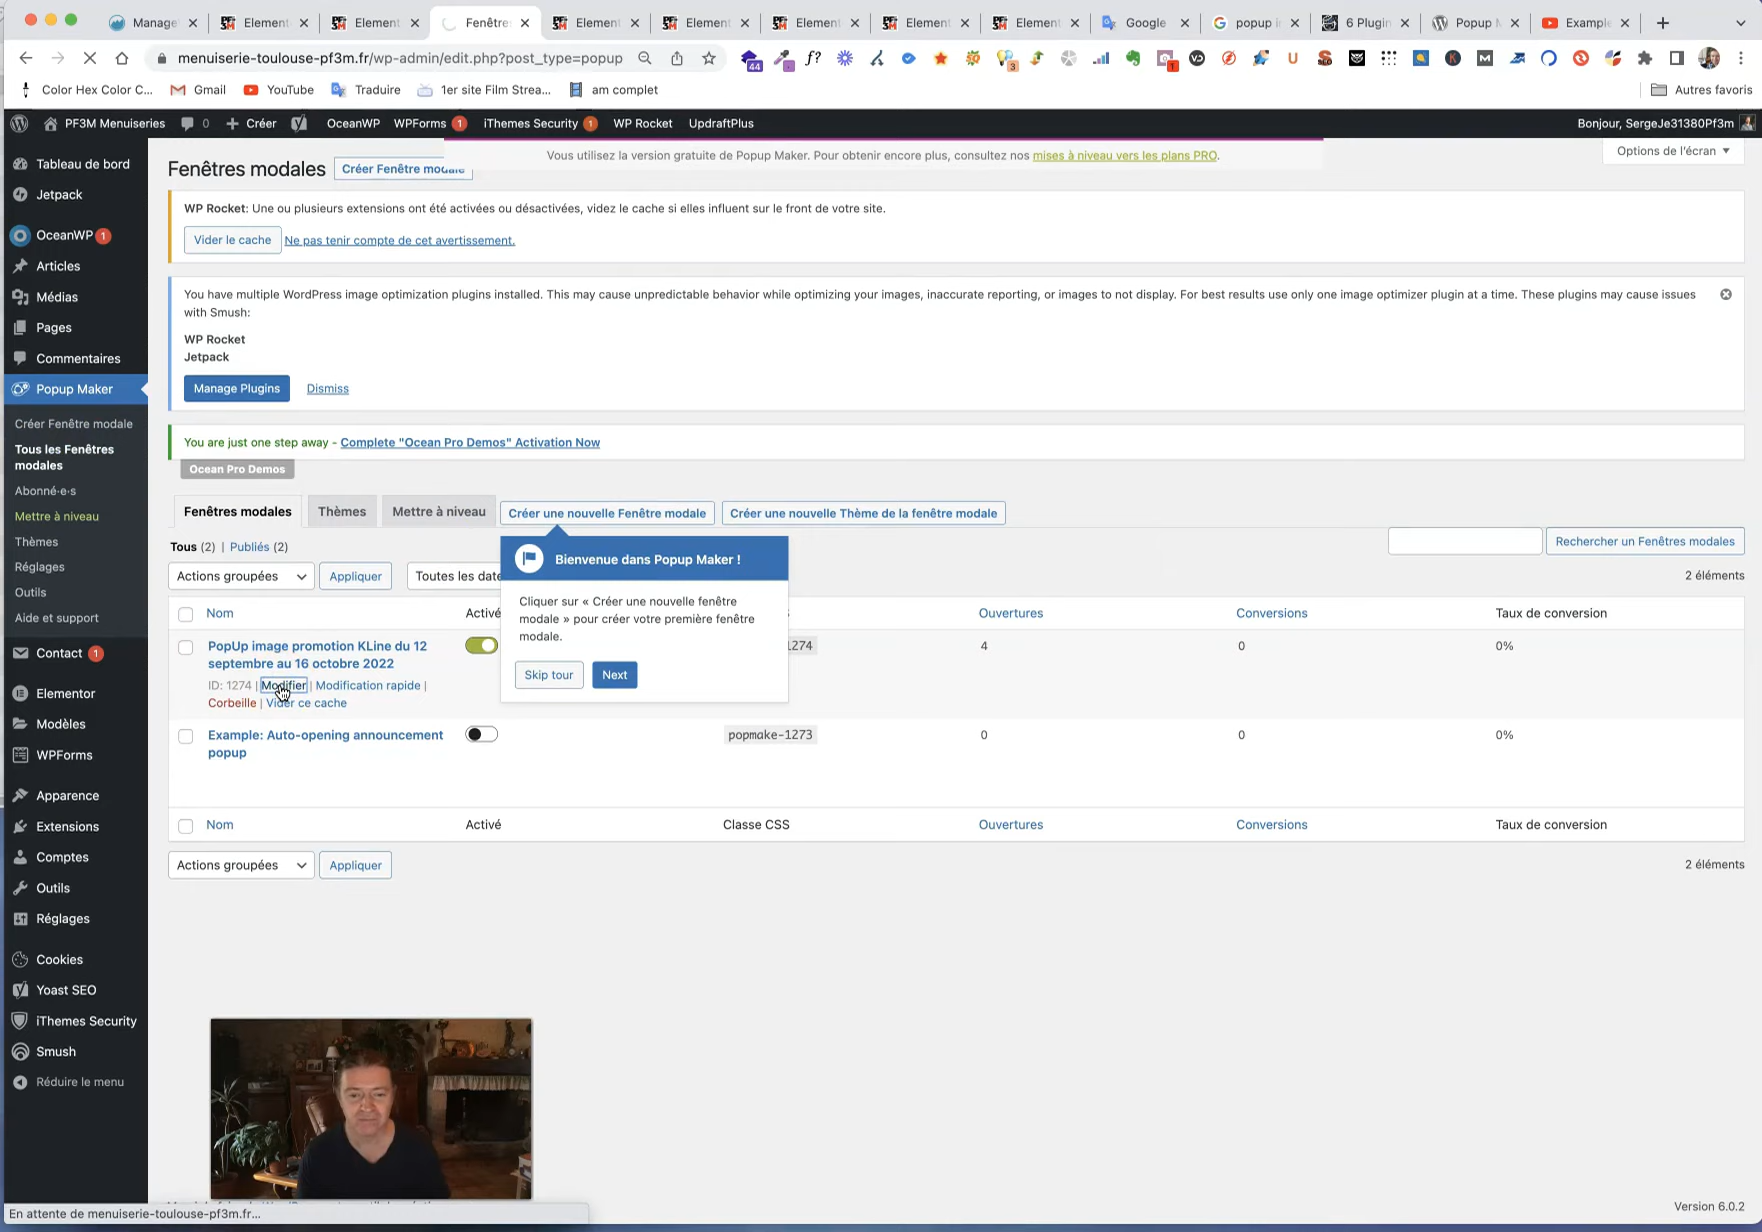 Manage
Element
Element
Fenêtres
Element
Element
Element
Element
Element
Google
popup i
6 Plugin
Popup M
Example
menuiserie-toulouse-pf3m.fr/wp-admin/edit.php?post_type=popup
Color Hex Color C...
Gmail
YouTube
Traduire
1er site Film Strea...
am complet
Autres favoris
PF3M Menuiseries
0
Créer
OceanWP
WPForms 1
iThemes Security 1
WP Rocket
UpdraftPlus
Bonjour, SergeJe31380Pf3m
Tableau de bord
Jetpack
OceanWP 1
Articles
Médias
Pages
Commentaires
Popup Maker
Créer Fenêtre modale
Tous les Fenêtres
modales
Abonné·e·s
Mettre à niveau
Thèmes
Réglages
Outils
Aide et support
Contact 1
Elementor
Modèles
WPForms
Apparence
Extensions
Comptes
Outils
Réglages
Cookies
Yoast SEO
iThemes Security
Smush
Réduire le menu
Vous utilisez la version gratuite de Popup Maker. Pour obtenir encore plus, consultez nos mises à niveau vers les plans PRO.
Options de l'écran
Fenêtres modales
Créer Fenêtre modale
WP Rocket: Une ou plusieurs extensions ont été activées ou désactivées, videz le cache si elles influent sur le front de votre site.
Vider le cache
Ne pas tenir compte de cet avertissement.
You have multiple WordPress image optimization plugins installed. This may cause unpredictable behavior while optimizing your images, inaccurate reporting, or images to not display. For best results use only one image optimizer plugin at a time. These plugins may cause issues
with Smush:
WP Rocket
Jetpack
Manage Plugins
Dismiss
You are just one step away - Complete "Ocean Pro Demos" Activation Now
Ocean Pro Demos
Fenêtres modales
Thèmes
Mettre à niveau
Créer une nouvelle Fenêtre modale
Créer une nouvelle Thème de la fenêtre modale
Tous (2) | Publiés (2)
Rechercher un Fenêtres modales
Actions groupées
Appliquer
Toutes les date
2 éléments
Bienvenue dans Popup Maker !
Cliquer sur « Créer une nouvelle fenêtre
modale » pour créer votre première fenêtre
modale.
Skip tour
Next
Nom
Activé
Ouvertures
Conversions
Taux de conversion
PopUp image promotion KLine du 12
septembre au 16 octobre 2022
1274
4
0
0%
ID: 1274 | Modifier | Modification rapide |
Corbeille | Vider ce cache
Example: Auto-opening announcement
popup
popmake-1273
0
0
0%
Nom
Activé
Classe CSS
Ouvertures
Conversions
Taux de conversion
Actions groupées
Appliquer
2 éléments
En attente de menuiserie-toulouse-pf3m.fr...
Version 6.0.2